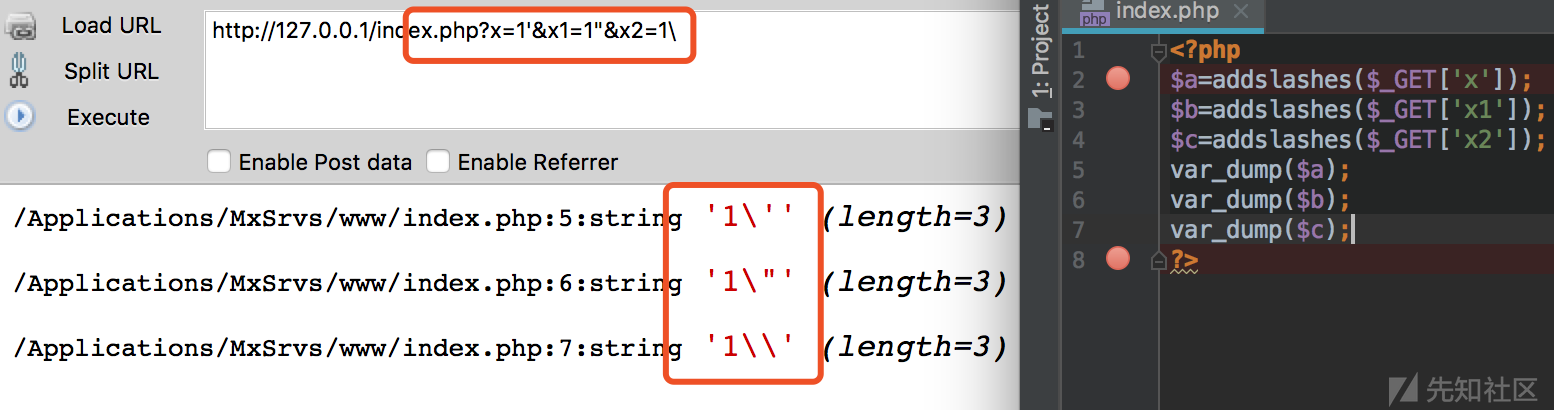 Load URL
http://127.0.0.1/index.php?x=1'&x1=1"&x2=1\
Split URL
Execute
Enable Post data
Enable Referrer
/Applications/MxSrvs/www/index.php:5:string '1\'' (length=3)
/Applications/MxSrvs/www/index.php:6:string '1\"' (length=3)
/Applications/MxSrvs/www/index.php:7:string '1\\' (length=3)
1: Project
php index.php
1 <?php
2 $a=addslashes($_GET['x']);
3 $b=addslashes($_GET['x1']);
4 $c=addslashes($_GET['x2']);
5 var_dump($a);
6 var_dump($b);
7 var_dump($c);
8 ?>
先知社区